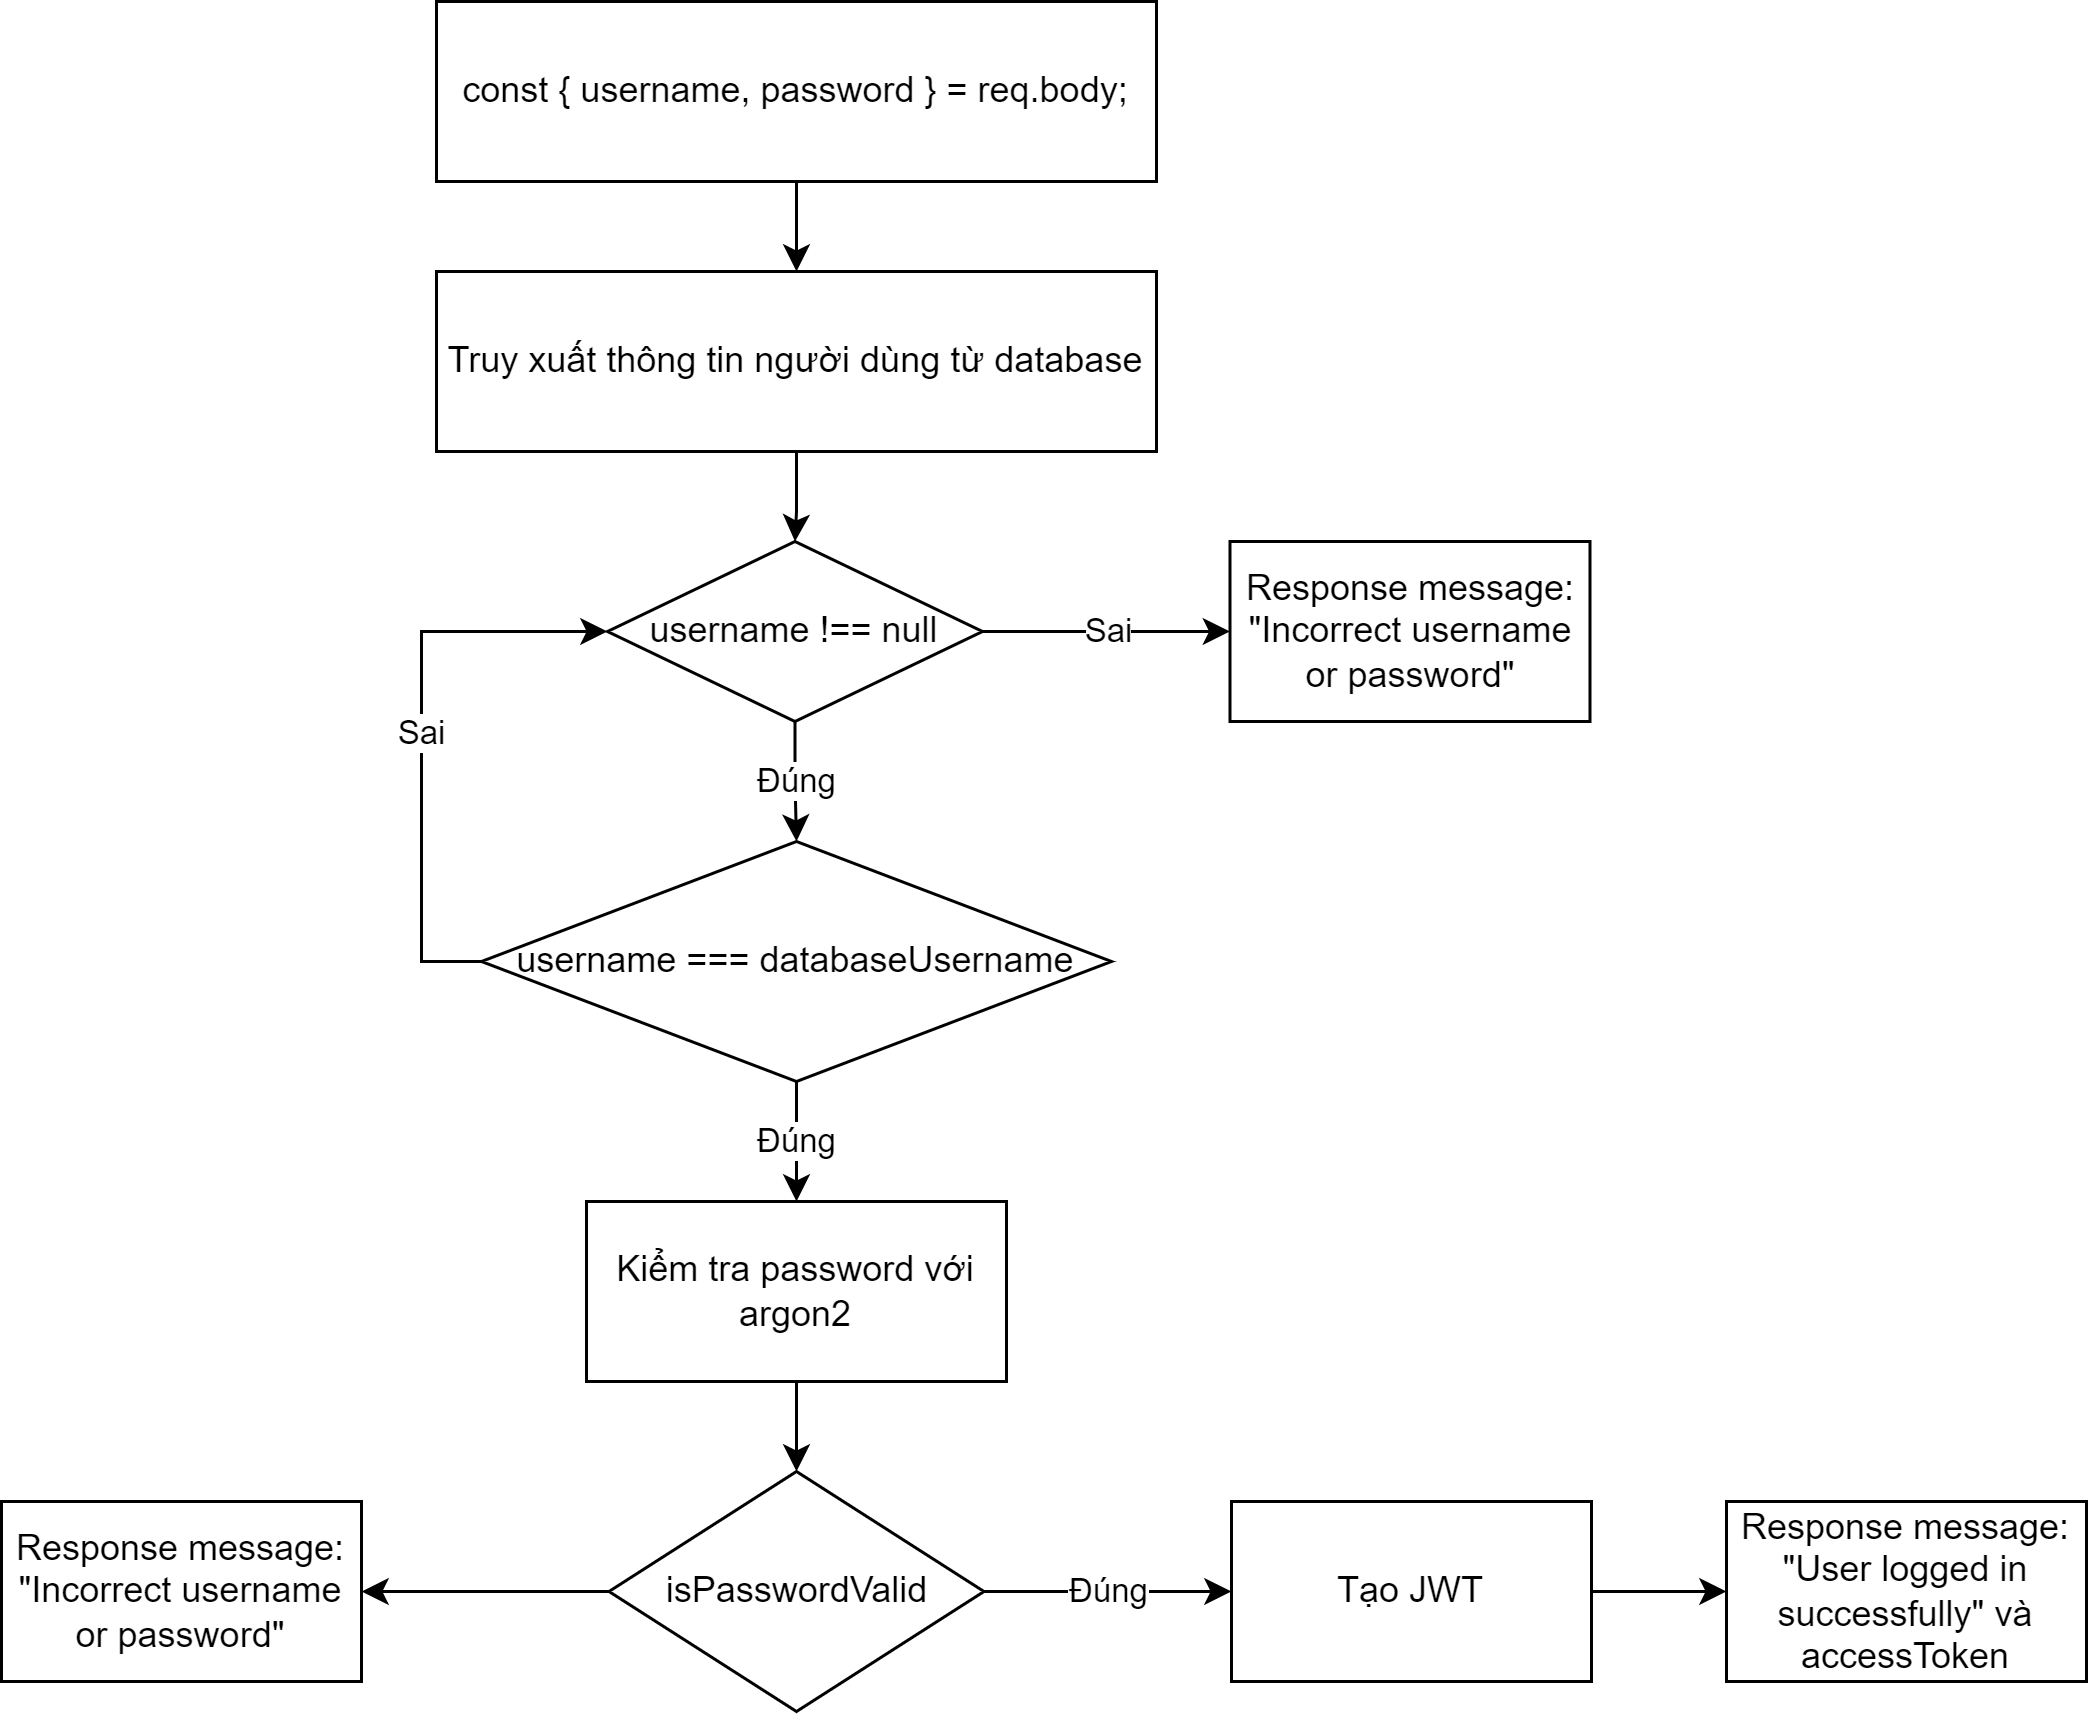 const { username, password } = req.body;
Truy xuất thông tin người dùng từ database
username !== null
Sai
Response message:
"Incorrect username
or password"
Sai
Đúng
username === databaseUsername
Đúng
Kiểm tra password với
argon2
Response message:
"Incorrect username
or password"
isPasswordValid
Đúng
Tạo JWT
Response message:
"User logged in
successfully" và
accessToken